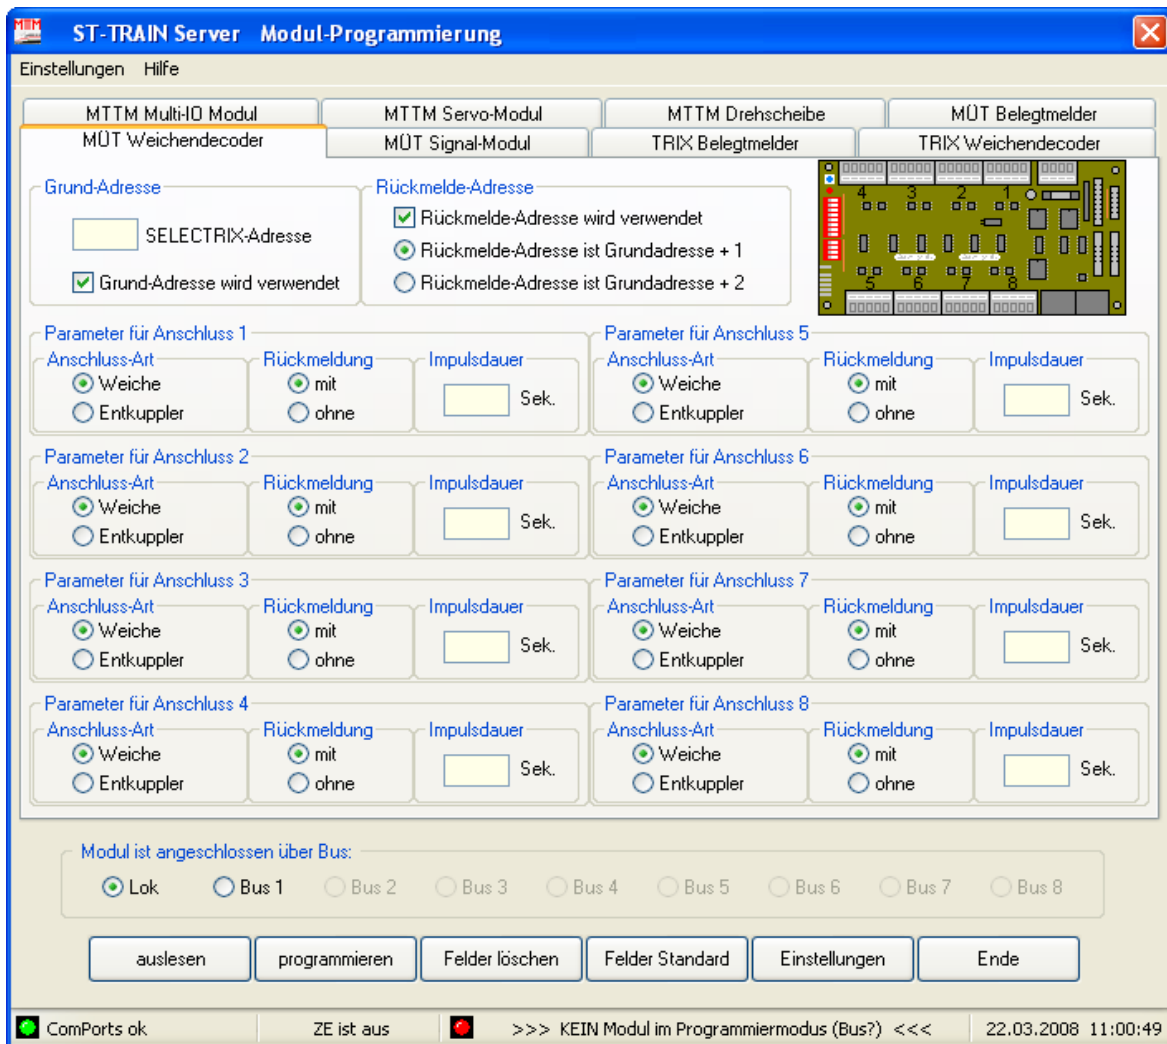 MTTM ST-TRAIN Server Modul-Programmierung
Einstellungen Hilfe
MTTM Multi-IO Modul MTTM Servo-Modul MTTM Drehscheibe MÜT Belegtmelder
MÜT Weichendecoder MÜT Signal-Modul TRIX Belegtmelder TRIX Weichendecoder
Grund-Adresse
SELECTRIX-Adresse
Grund-Adresse wird verwendet
Rückmelde-Adresse
Rückmelde-Adresse wird verwendet
Rückmelde-Adresse ist Grundadresse + 1
Rückmelde-Adresse ist Grundadresse + 2
4 3 2 1
5 6 7 8
Parameter für Anschluss 1
Anschluss-Art Rückmeldung Impulsdauer
Weiche mit
Sek.
Entkuppler ohne
Parameter für Anschluss 5
Anschluss-Art Rückmeldung Impulsdauer
Weiche mit
Sek.
Entkuppler ohne
Parameter für Anschluss 2
Anschluss-Art Rückmeldung Impulsdauer
Weiche mit
Sek.
Entkuppler ohne
Parameter für Anschluss 6
Anschluss-Art Rückmeldung Impulsdauer
Weiche mit
Sek.
Entkuppler ohne
Parameter für Anschluss 3
Anschluss-Art Rückmeldung Impulsdauer
Weiche mit
Sek.
Entkuppler ohne
Parameter für Anschluss 7
Anschluss-Art Rückmeldung Impulsdauer
Weiche mit
Sek.
Entkuppler ohne
Parameter für Anschluss 4
Anschluss-Art Rückmeldung Impulsdauer
Weiche mit
Sek.
Entkuppler ohne
Parameter für Anschluss 8
Anschluss-Art Rückmeldung Impulsdauer
Weiche mit
Sek.
Entkuppler ohne
Modul ist angeschlossen über Bus:
Lok Bus 1 Bus 2 Bus 3 Bus 4 Bus 5 Bus 6 Bus 7 Bus 8
auslesen programmieren Felder löschen Felder Standard Einstellungen Ende
ComPorts ok ZE ist aus >>> KEIN Modul im Programmiermodus (Bus?) <<< 22.03.2008 11:00:49